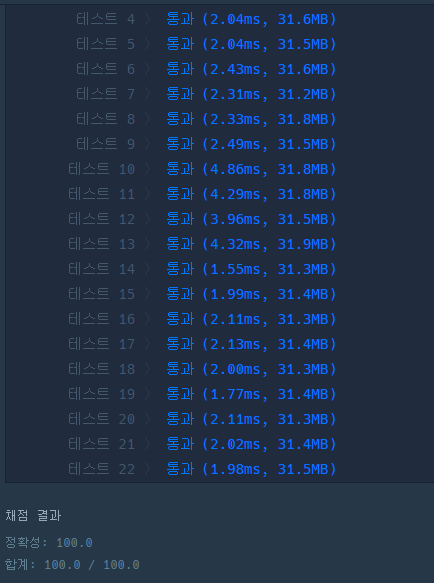 테스트 4 〉 통과 (2.04ms, 31.6MB)
테스트 5 〉 통과 (2.04ms, 31.5MB)
테스트 6 〉 통과 (2.43ms, 31.6MB)
테스트 7 〉 통과 (2.31ms, 31.2MB)
테스트 8 〉 통과 (2.33ms, 31.8MB)
테스트 9 〉 통과 (2.49ms, 31.5MB)
테스트 10 〉 통과 (4.86ms, 31.8MB)
테스트 11 〉 통과 (4.29ms, 31.8MB)
테스트 12 〉 통과 (3.96ms, 31.5MB)
테스트 13 〉 통과 (4.32ms, 31.9MB)
테스트 14 〉 통과 (1.55ms, 31.3MB)
테스트 15 〉 통과 (1.99ms, 31.4MB)
테스트 16 〉 통과 (2.11ms, 31.3MB)
테스트 17 〉 통과 (2.13ms, 31.4MB)
테스트 18 〉 통과 (2.00ms, 31.3MB)
테스트 19 〉 통과 (1.77ms, 31.4MB)
테스트 20 〉 통과 (2.11ms, 31.3MB)
테스트 21 〉 통과 (2.02ms, 31.4MB)
테스트 22 〉 통과 (1.98ms, 31.5MB)
채점 결과
정확성: 100.0
합계: 100.0 / 100.0